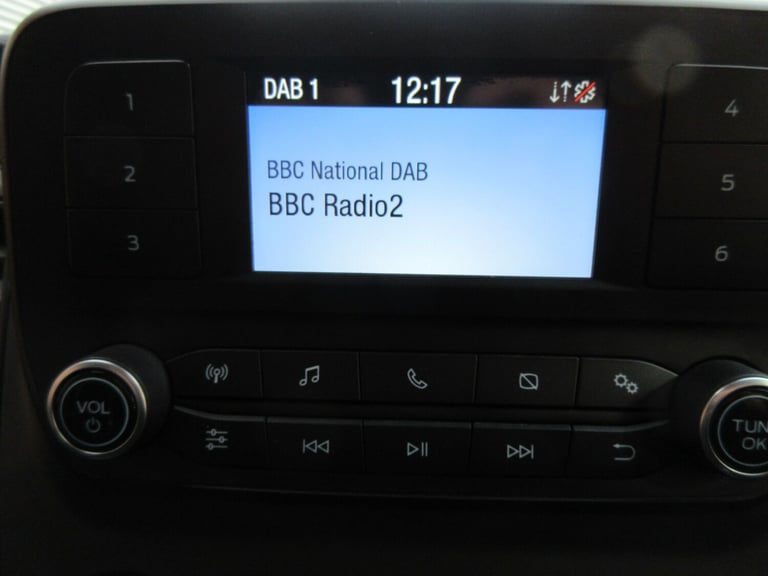 DAB 1 12:17
BBC National DAB
BBC Radio2
1
2
3
4
5
6
VOL
TUN
OK